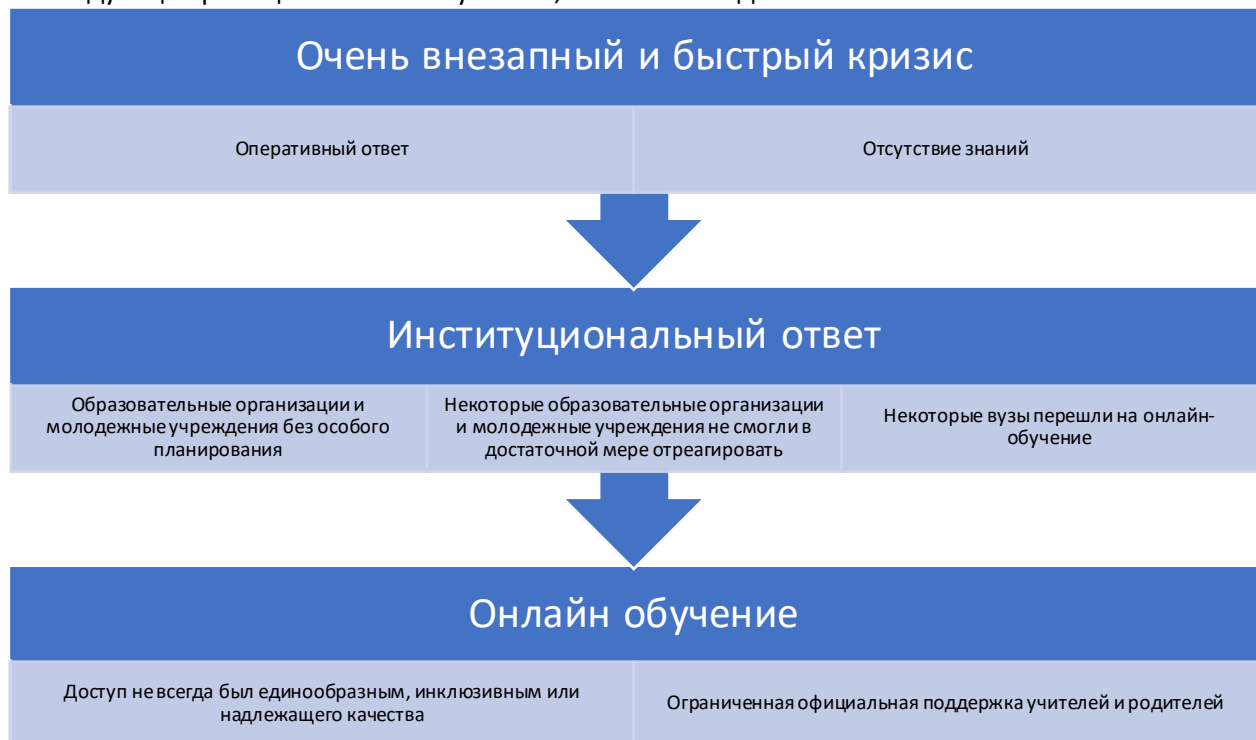 Очень внезапный и быстрый кризис
Оперативный ответ
Отсутствие знаний
Институциональный ответ
Образовательные организации и
молодежные учреждения без особого
планирования
Некоторые образовательные организации
и молодежные учреждения не смогли в
достаточной мере отреагировать
Некоторые вузы перешли на онлайн-
обучение
Онлайн обучение
Доступ не всегда был единообразным, инклюзивным или
надлежащего качества
Ограниченная официальная поддержка учителей и родителей